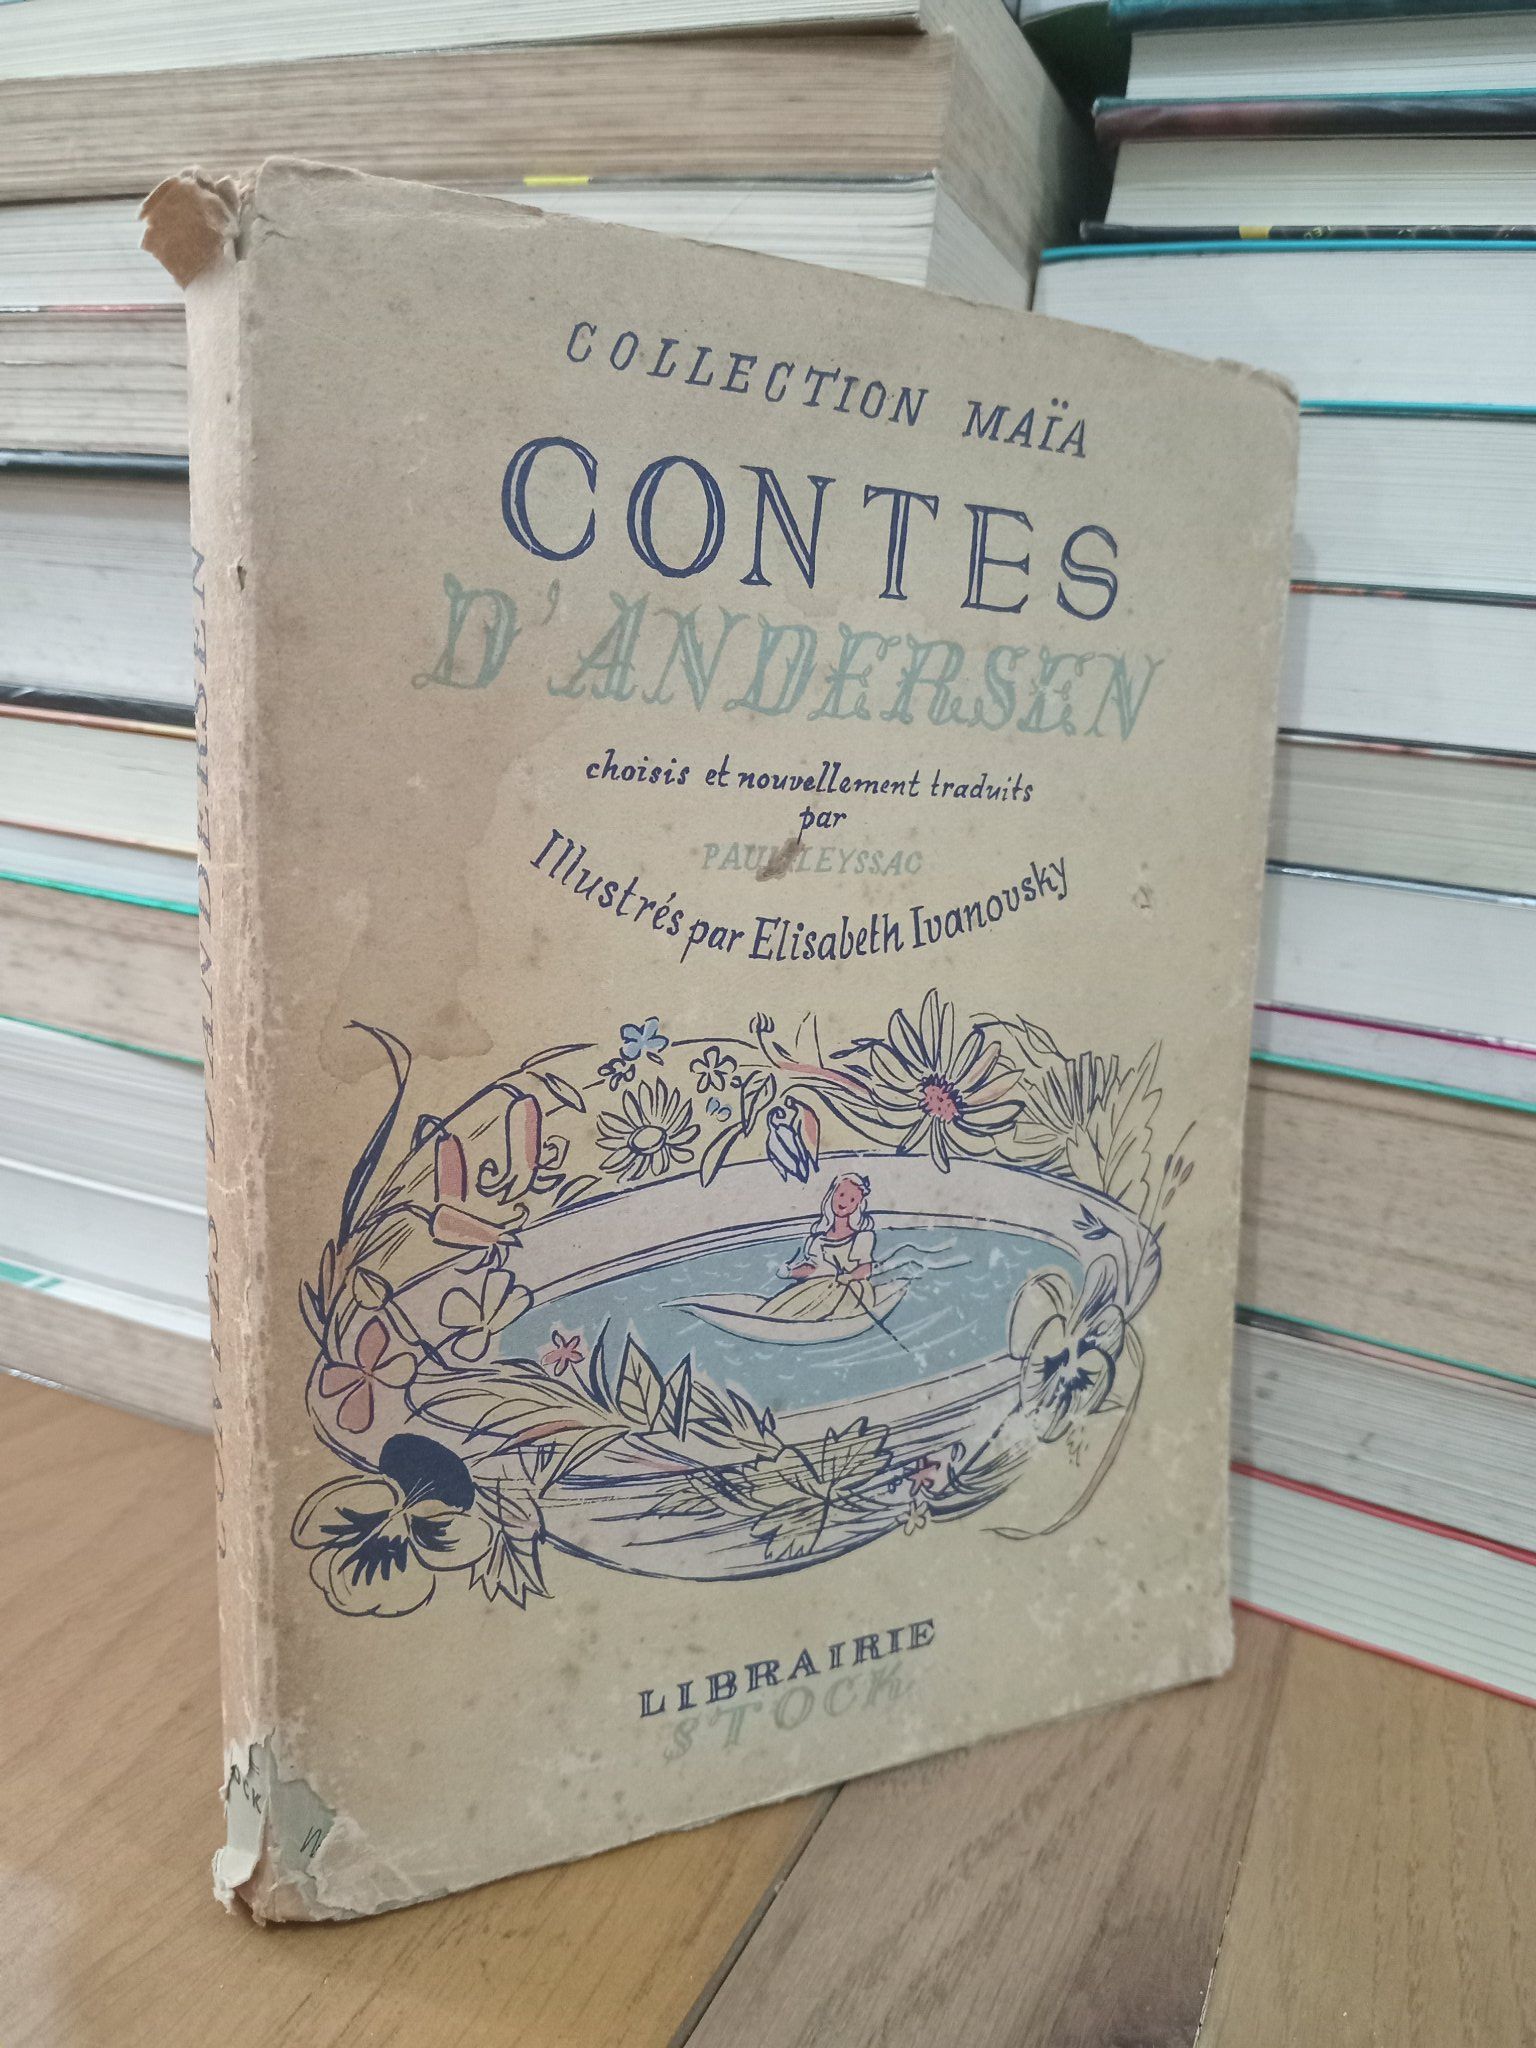 COLLECTION MAÏA
CONTES
D'ANDERSEN
choisis et nouvellement traduits
par
PAUL LEYSSAC
Illustrés par Elisabeth Ivanovsky
LIBRAIRIE
STOCK
CONTES D'ANDERSEN